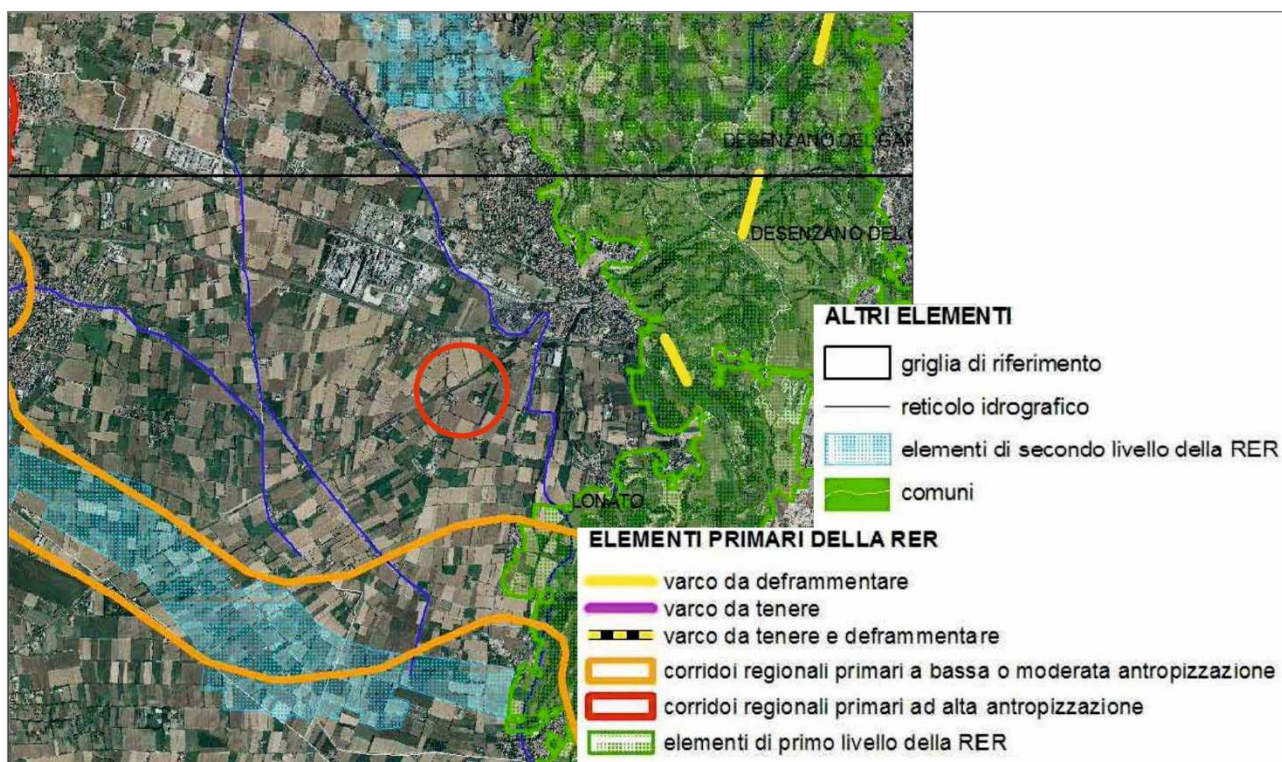 LONATO
DESENZANO DEL GAR
DESENZANO DEL G
LONATO
ALTRI ELEMENTI
griglia di riferimento
reticolo idrografico
elementi di secondo livello della RER
comuni
ELEMENTI PRIMARI DELLA RER
varco da deframmentare
varco da tenere
varco da tenere e deframmentare
corridoi regionali primari a bassa o moderata antropizzazione
corridoi regionali primari ad alta antropizzazione
elementi di primo livello della RER